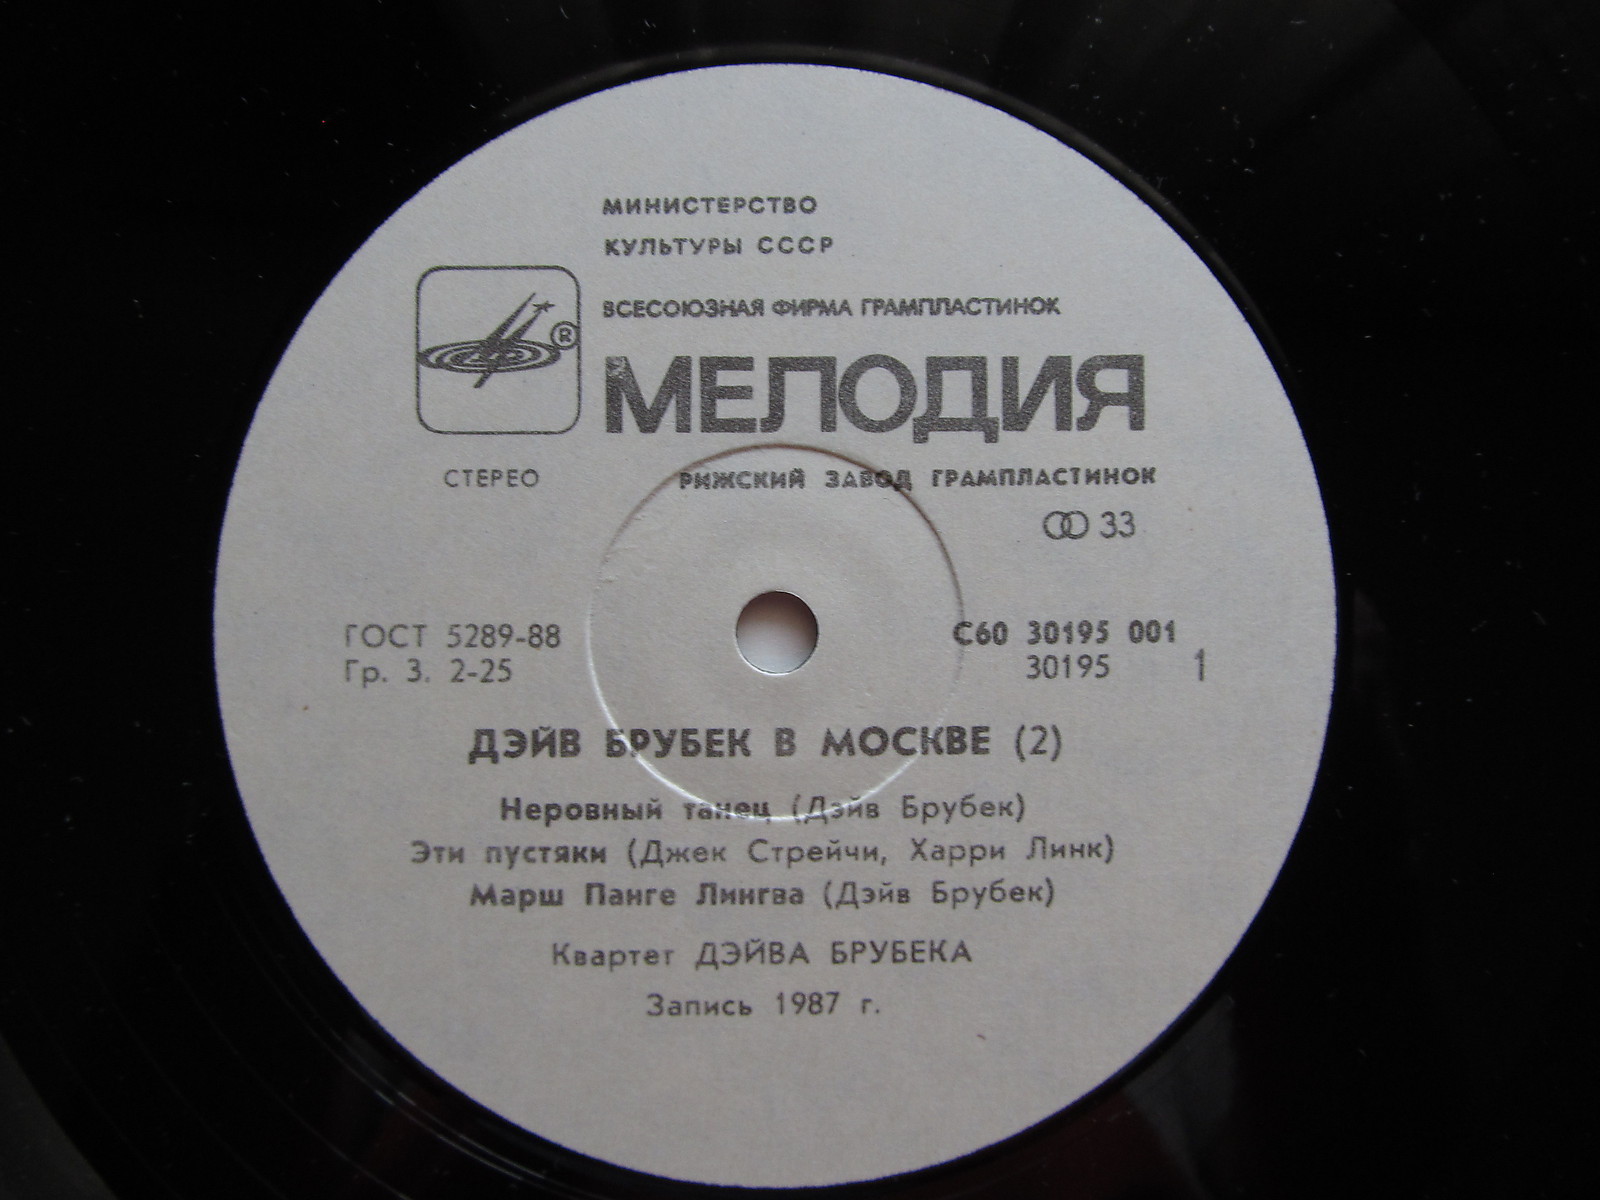 МИНИСТЕРСТВО
КУЛЬТУРЫ СССР
ВСЕСОЮЗНАЯ ФИРМА ГРАМПЛАСТИНОК
®
МЕЛОДИЯ
СТЕРЕО РИЖСКИЙ ЗАВОД ГРАМПЛАСТИНОК
33
ГОСТ 5289-88 С60 30195 001
Гр. 3. 2-25 30195 1
ДЭЙВ БРУБЕК В МОСКВЕ (2)
Неровный танец (Дэйв Брубек)
Эти пустяки (Джек Стрейчи, Харри Линк)
Марш Панге Лингва (Дэйв Брубек)
Квартет ДЭЙВА БРУБЕКА
Запись 1987 г.